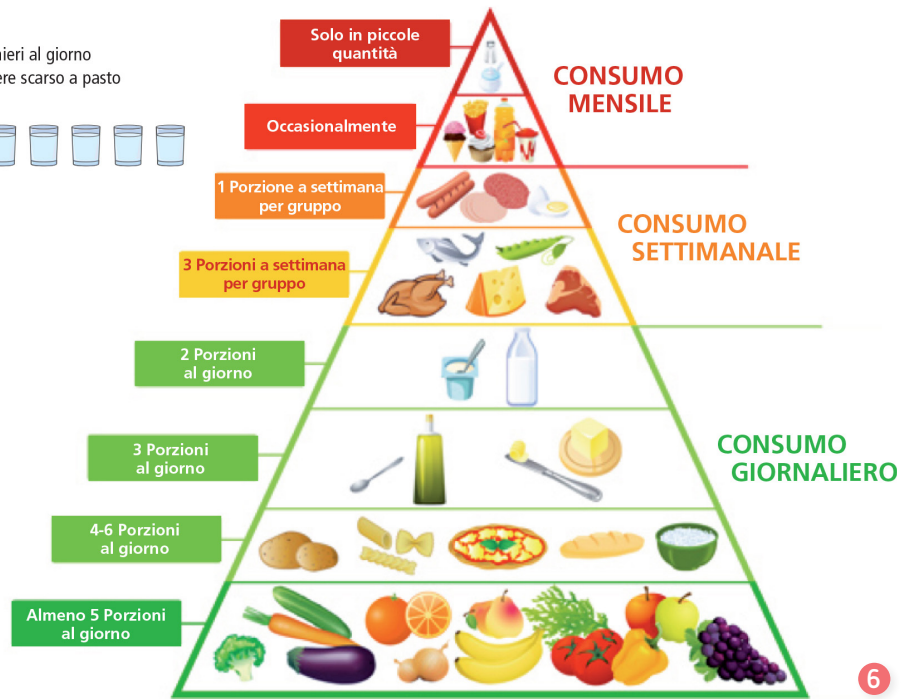 al giorno
scarso a pasto
Solo in piccole
quantità
CONSUMO
MENSILE
Occasionalmente
1 Porzione a settimana
per gruppo
CONSUMO
SETTIMANALE
3 Porzioni a settimana
per gruppo
2 Porzioni
al giorno
3 Porzioni
al giorno
CONSUMO
GIORNALIERO
4-6 Porzioni
al giorno
Almeno 5 Porzioni
al giorno
6